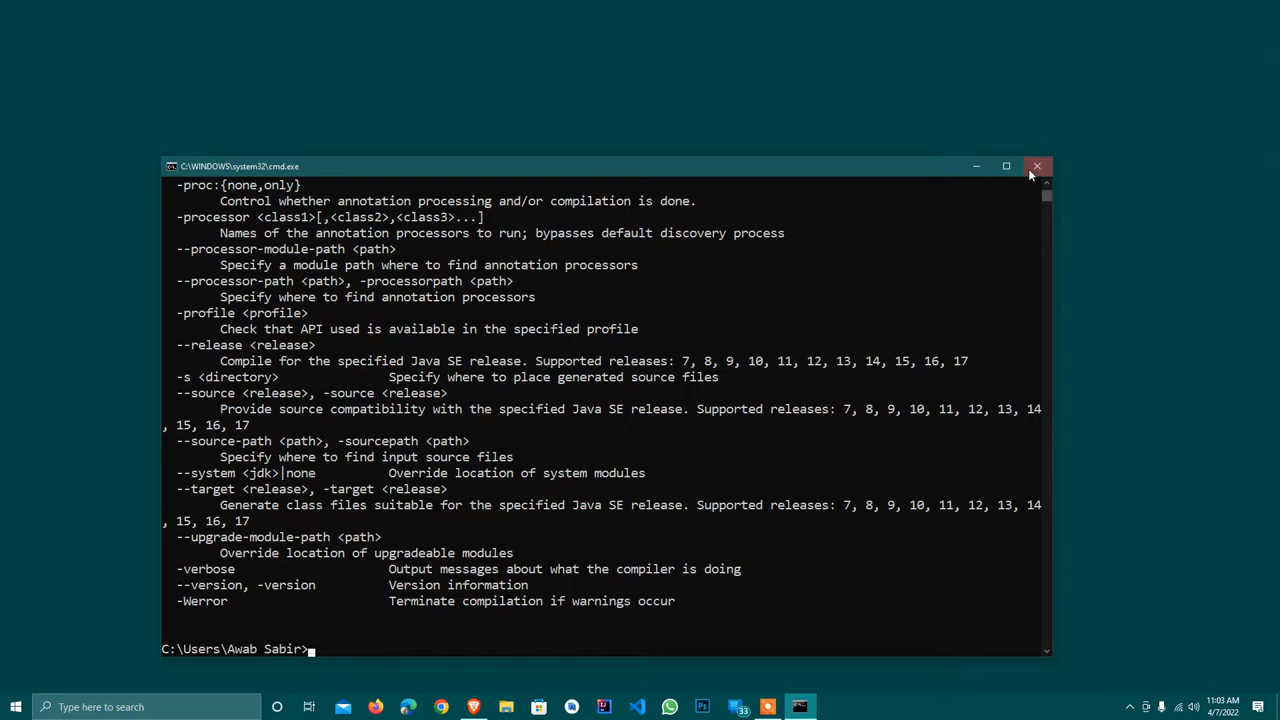 C:\WINDOWS\system32\cmd.exe
-proc:{none,only}
Control whether annotation processing and/or compilation is done.
-processor <class1>[,<class2>,<class3>...]
Names of the annotation processors to run; bypasses default discovery process
--processor-module-path <path>
Specify a module path where to find annotation processors
--processor-path <path>, -processorpath <path>
Specify where to find annotation processors
-profile <profile>
Check that API used is available in the specified profile
--release <release>
Compile for the specified Java SE release. Supported releases: 7, 8, 9, 10, 11, 12, 13, 14, 15, 16, 17
-s <directory> Specify where to place generated source files
--source <release>, -source <release>
Provide source compatibility with the specified Java SE release. Supported releases: 7, 8, 9, 10, 11, 12, 13, 14
, 15, 16, 17
--source-path <path>, -sourcepath <path>
Specify where to find input source files
--system <jdk>|none Override location of system modules
--target <release>, -target <release>
Generate class files suitable for the specified Java SE release. Supported releases: 7, 8, 9, 10, 11, 12, 13, 14
, 15, 16, 17
--upgrade-module-path <path>
Override location of upgradeable modules
-verbose Output messages about what the compiler is doing
--version, -version Version information
-Werror Terminate compilation if warnings occur
C:\Users\Awab Sabir>
Type here to search
Ps
33
11:03 AM
4/7/2022